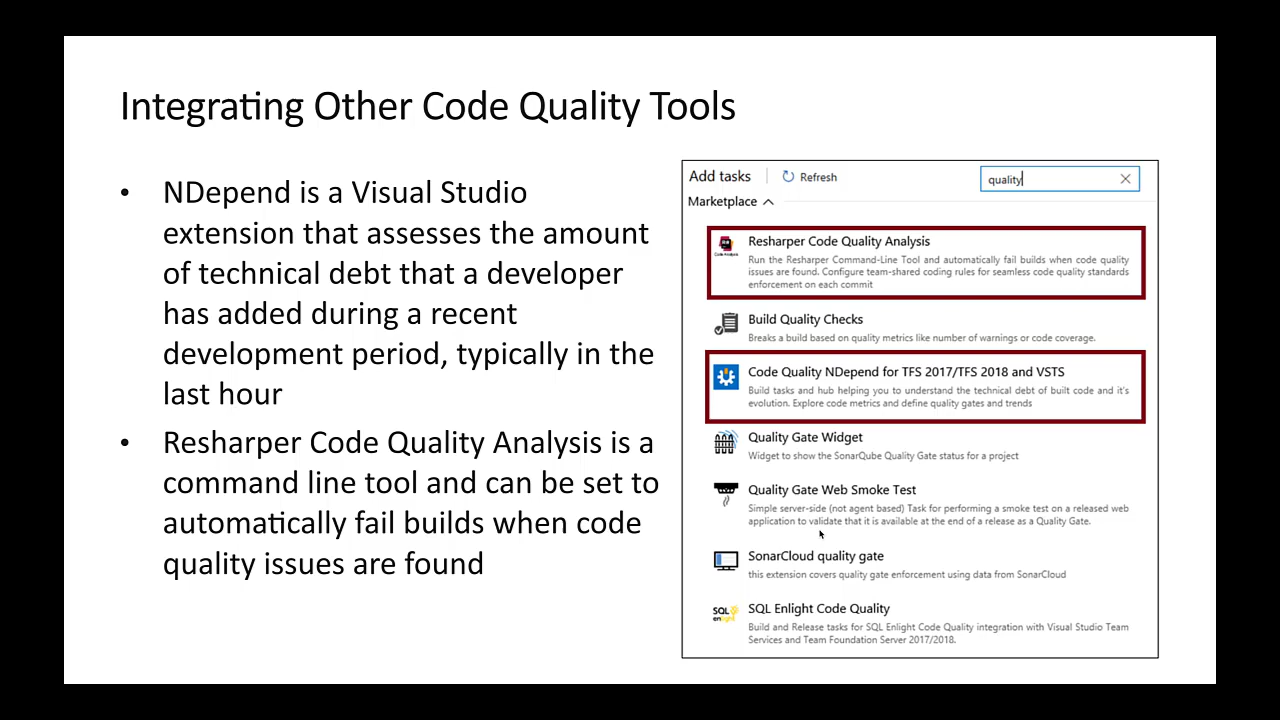 Integrating Other Code Quality Tools
• NDepend is a Visual Studio
extension that assesses the amount
of technical debt that a developer
has added during a recent
development period, typically in the
last hour
• Resharper Code Quality Analysis is a
command line tool and can be set to
automatically fail builds when code
quality issues are found
Add tasks
Refresh
quality
Marketplace
Resharper Code Quality Analysis
Run the Resharper Command-Line Tool and automatically fail builds when code quality
issues are found. Configure team-shared coding rules for seamless code quality standards
enforcement on each commit
Build Quality Checks
Breaks a build based on quality metrics like number of warnings or code coverage.
Code Quality NDepend for TFS 2017/TFS 2018 and VSTS
Build tasks and hub helping you to understand the technical debt of built code and it's
evolution. Explore code metrics and define quality gates and trends
Quality Gate Widget
Widget to show the SonarQube Quality Gate status for a project
Quality Gate Web Smoke Test
Simple server-side (not agent based) Task for performing a smoke test on a released web
application to validate that it is available at the end of a release as a Quality Gate.
SonarCloud quality gate
this extension covers quality gate enforcement using data from SonarCloud
SQL
enlight
SQL Enlight Code Quality
Build and Release tasks for SQL Enlight Code Quality integration with Visual Studio Team
Services and Team Foundation Server 2017/2018.